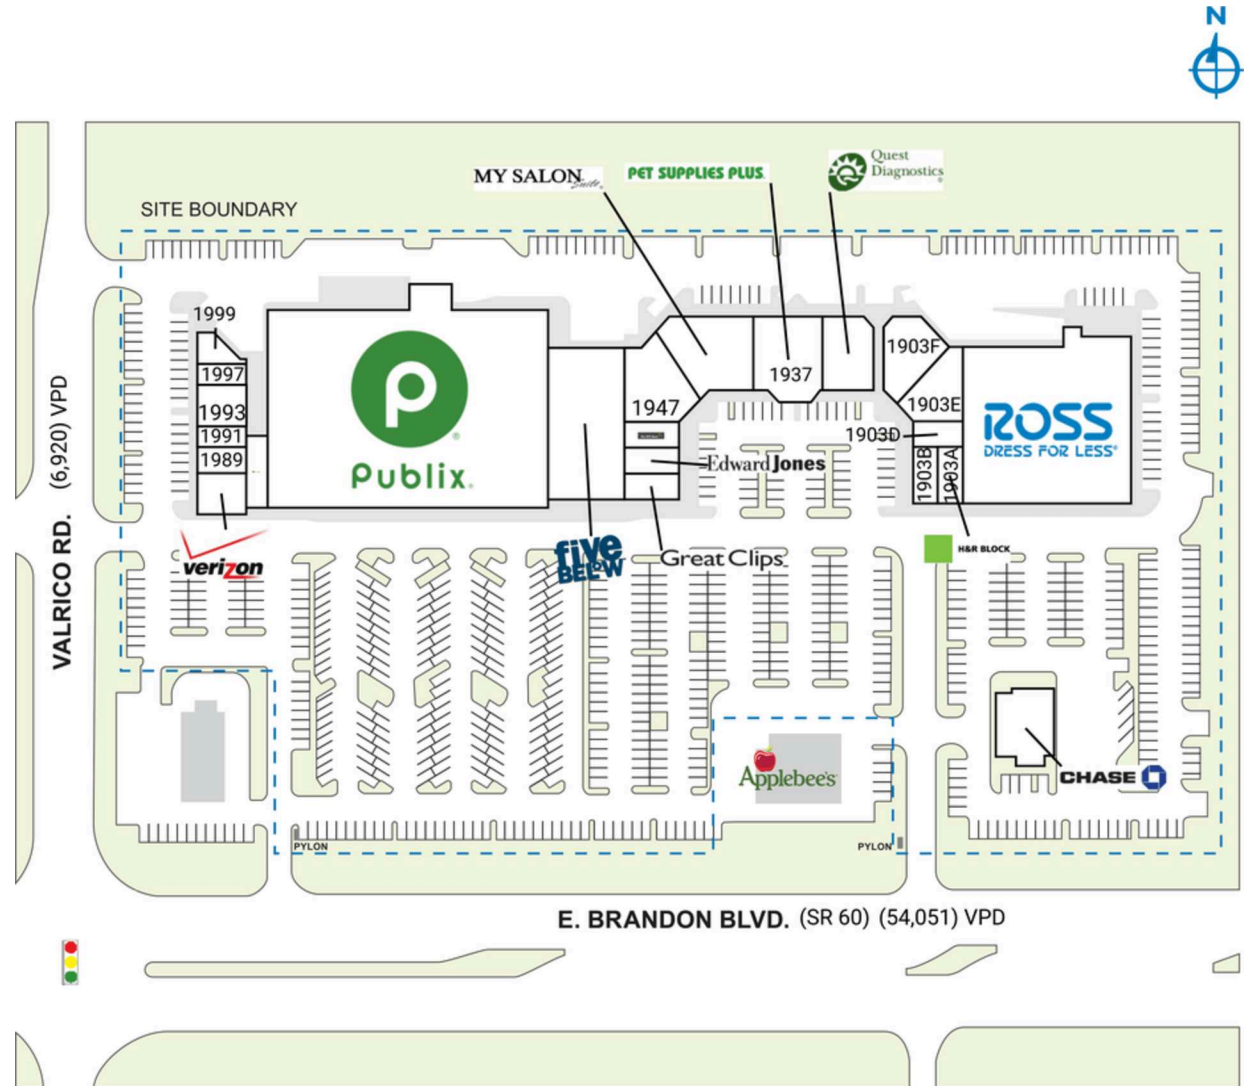 N
MY SALON
Suite
PET SUPPLIES PLUS
Quest
Diagnostics
SITE BOUNDARY
1999
1997
1993
1991
1989
Publix
1947
1937
1903F
1903E
1903D
1903B
1903A
ROSS
DRESS FOR LESS
Edward Jones
verizon
five
BELOW
Great Clips
H&R BLOCK
VALRICO RD. (6,920) VPD
Applebee's
CHASE
PYLON
PYLON
E. BRANDON BLVD. (SR 60) (54,051) VPD